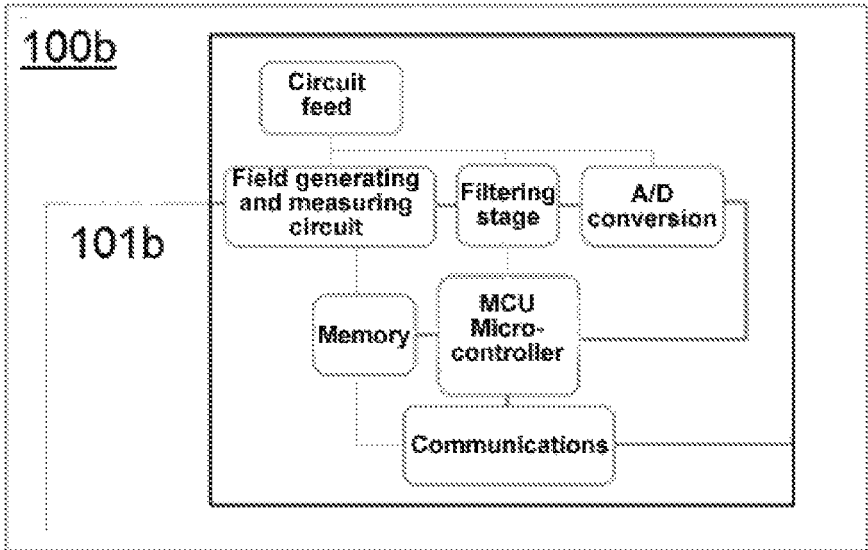 100b
Circuit
feed
Field generating
and measuring
circuit
Filtering
stage
A/D
conversion
101b
Memory
MCU
Micro-
controller
Communications